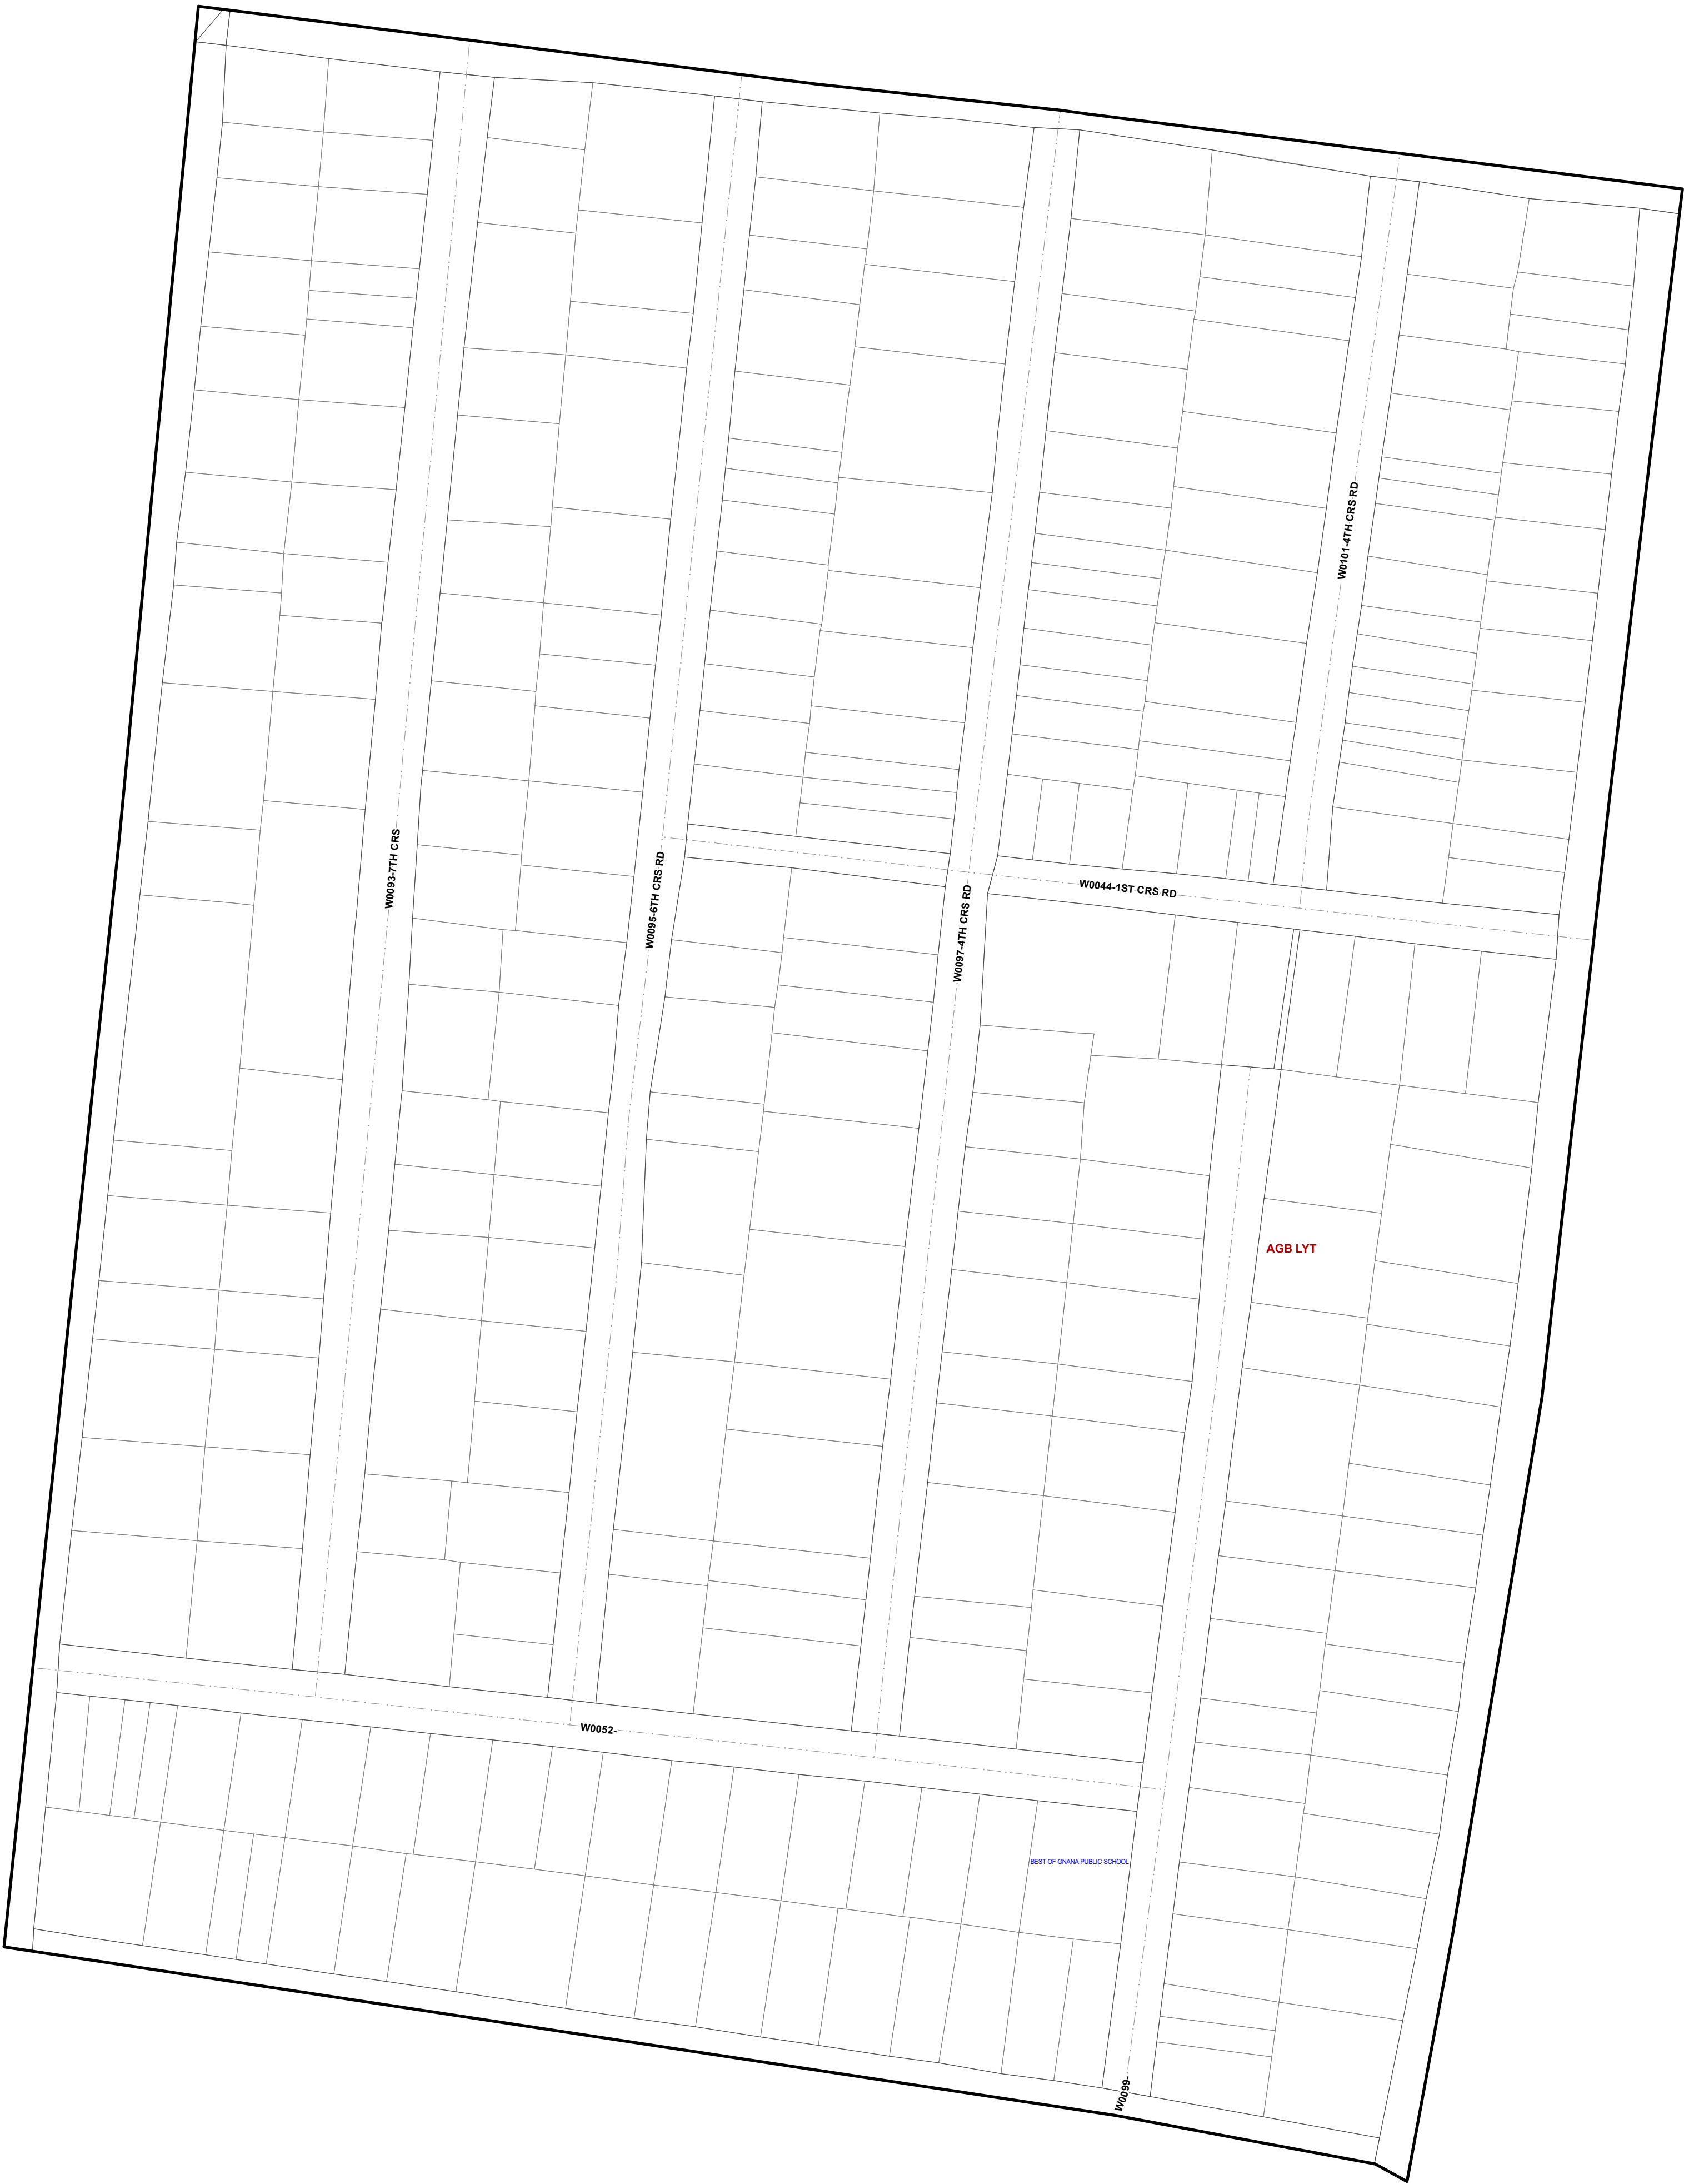 W0101-4TH CRS RD
W0093-7TH CRS
W0095-6TH CRS RD
W0097-4TH CRS RD
W0044-1ST CRS RD
AGB LYT
W0052-
BEST OF GNANA PUBLIC SCHOOL
W0099-